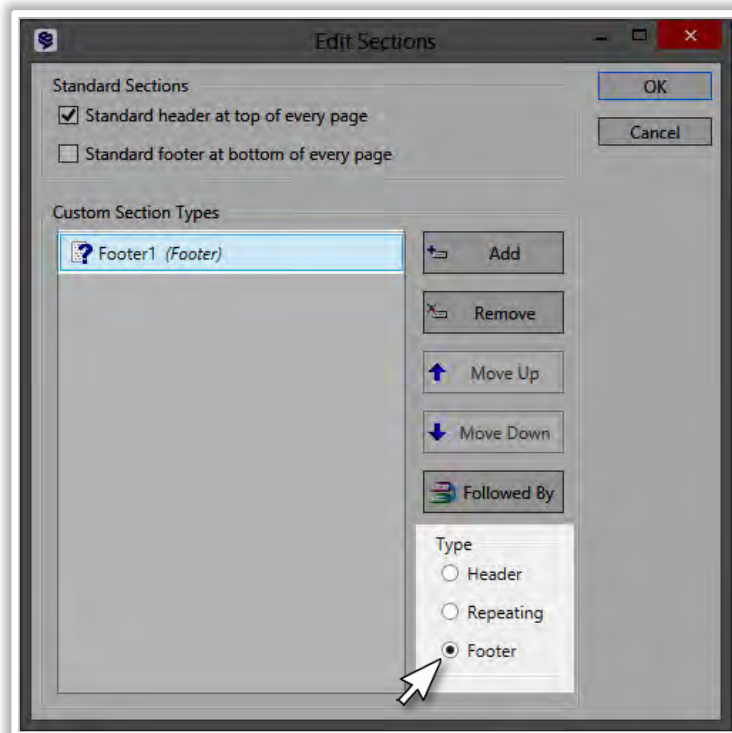 Edit Sections
Standard Sections
Standard header at top of every page
Standard footer at bottom of every page
OK
Cancel
Custom Section Types
Footer1 (Footer)
Add
Remove
Move Up
Move Down
Followed By
Type
Header
Repeating
Footer